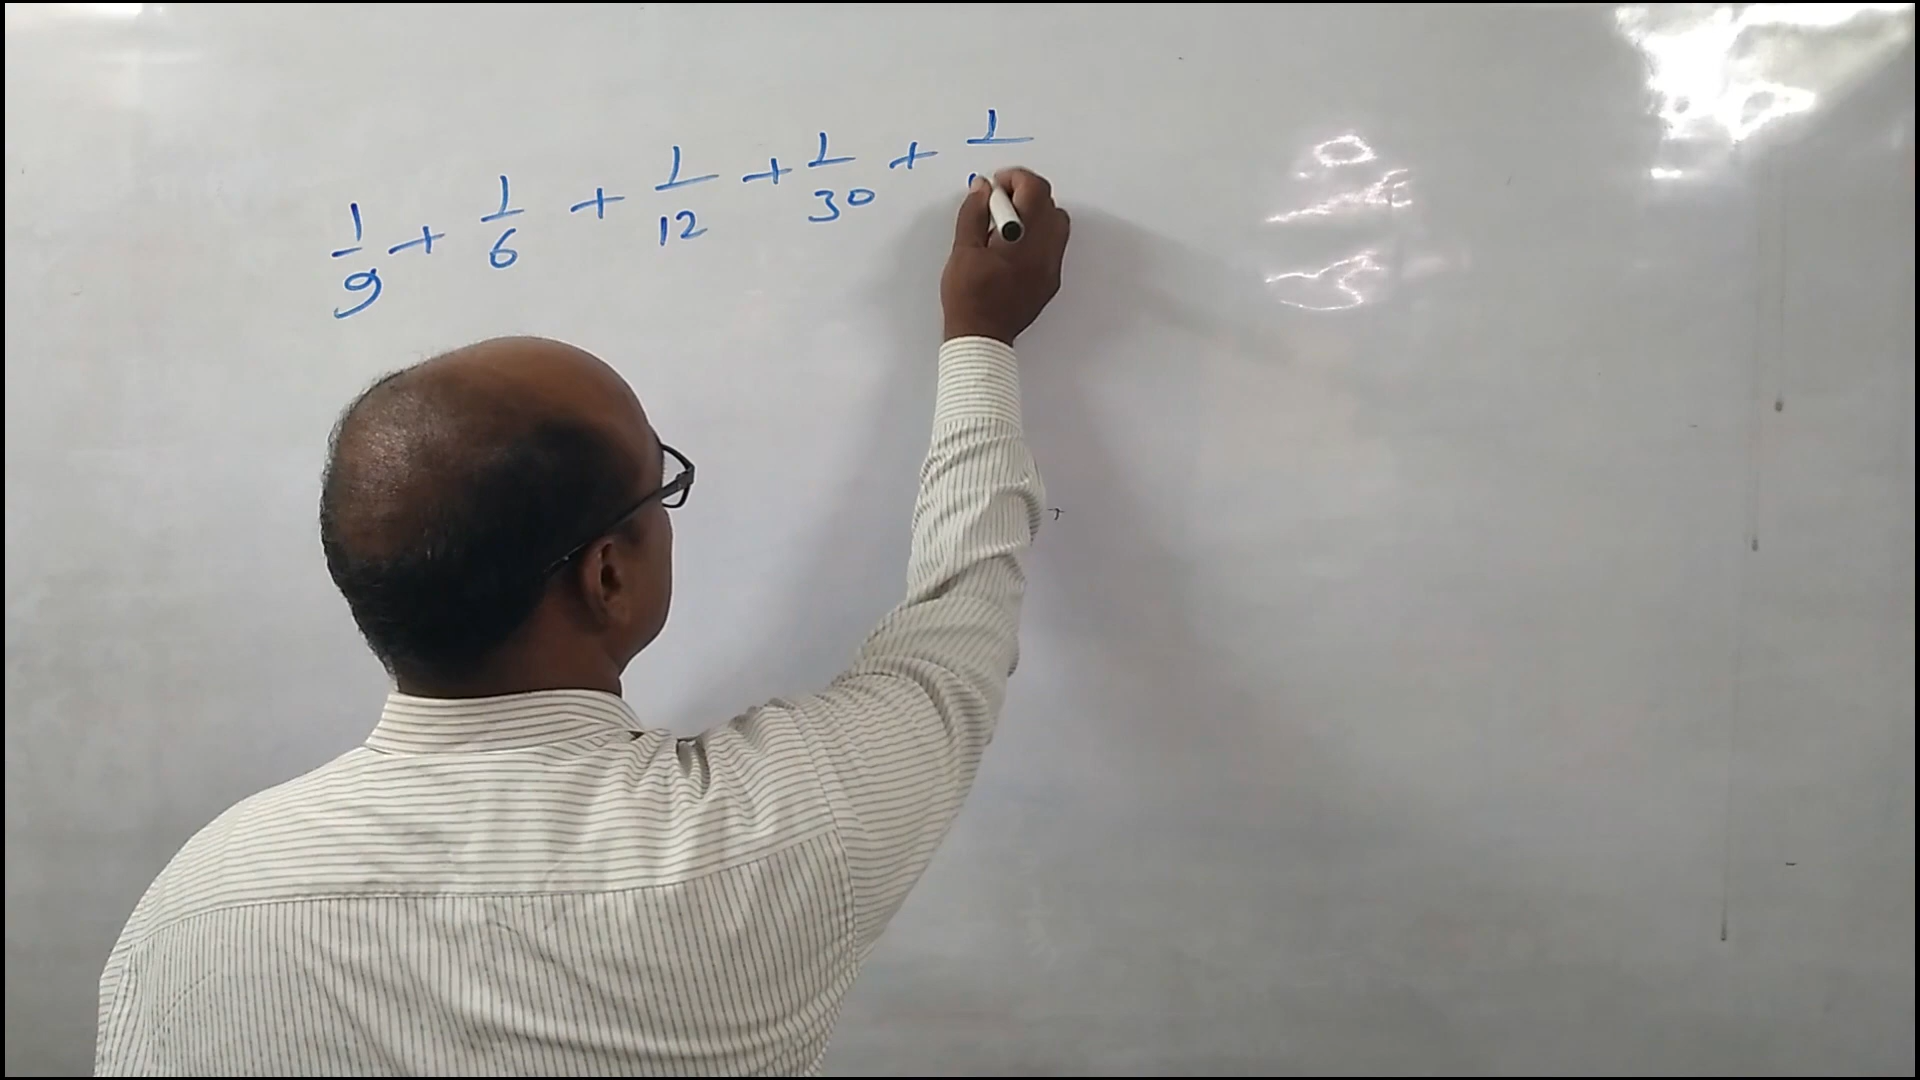 1/9 + 1/6 + 1/12 + 1/30 + 1/